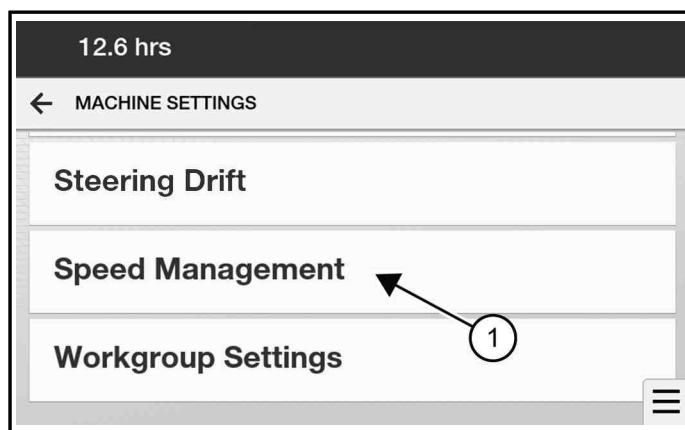 12.6 hrs
MACHINE SETTINGS
Steering Drift
Speed Management
1
Workgroup Settings